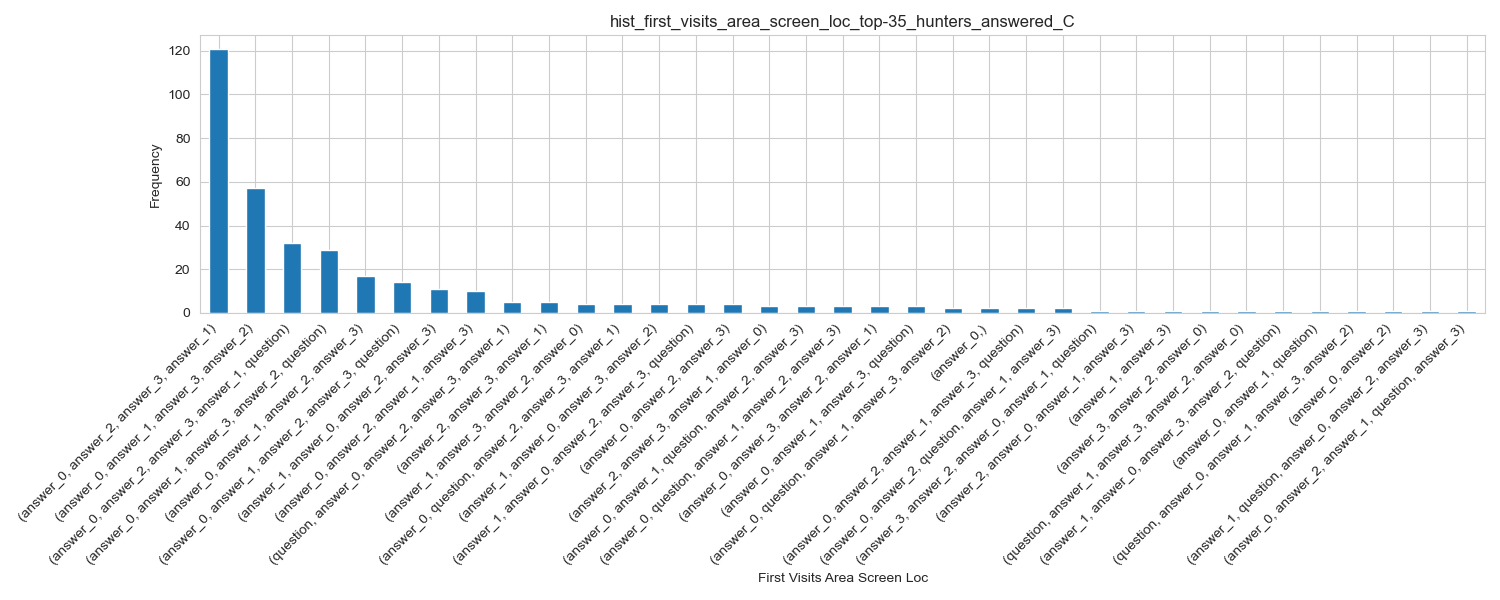 hist_first_visits_area_screen_loc_top-35_hunters_answered_C
Frequency
120
100
80
60
40
20
0
(answer_0, answer_2, answer_3, answer_1)
(answer_0, answer_1, answer_3, answer_2)
(answer_0, answer_2, answer_3, answer_1, question)
(answer_0, answer_1, answer_3, answer_2, question)
(answer_0, answer_1, answer_2, answer_3)
(answer_0, answer_1, answer_2, answer_3, question)
(answer_1, answer_0, answer_2, answer_3)
(answer_0, answer_2, answer_1, answer_3)
(question, answer_0, answer_2, answer_3, answer_1)
(answer_0, answer_3, answer_1)
(answer_1, answer_3, answer_2, answer_0)
(answer_0, question, answer_2, answer_3, answer_1)
(answer_1, answer_0, answer_3, answer_2)
(answer_1, answer_0, answer_2, answer_3, question)
(answer_0, answer_2, answer_3)
(answer_2, answer_3, answer_1, answer_0)
(answer_0, answer_1, question, answer_2, answer_3)
(answer_0, question, answer_1, answer_2, answer_3)
(answer_0, answer_3, answer_2, answer_1)
(answer_0, answer_1, answer_3, question)
(answer_0, question, answer_1, answer_3, answer_2)
(answer_0,)
(answer_0, answer_2, answer_1, answer_3, question)
(answer_0, answer_2, question, answer_1, answer_3)
(answer_3, answer_2, answer_0, answer_1, question)
(answer_2, answer_0, answer_1, answer_3)
(answer_1, answer_3)
(answer_3, answer_2, answer_0)
(question, answer_1, answer_3, answer_2, answer_0)
(answer_1, answer_0, answer_3, answer_2, question)
(answer_0, answer_1, question)
(question, answer_0, answer_1, answer_3, answer_2)
(answer_0, answer_2)
(answer_1, question, answer_0, answer_2, answer_3)
(answer_0, answer_2, answer_1, question, answer_3)
First Visits Area Screen Loc